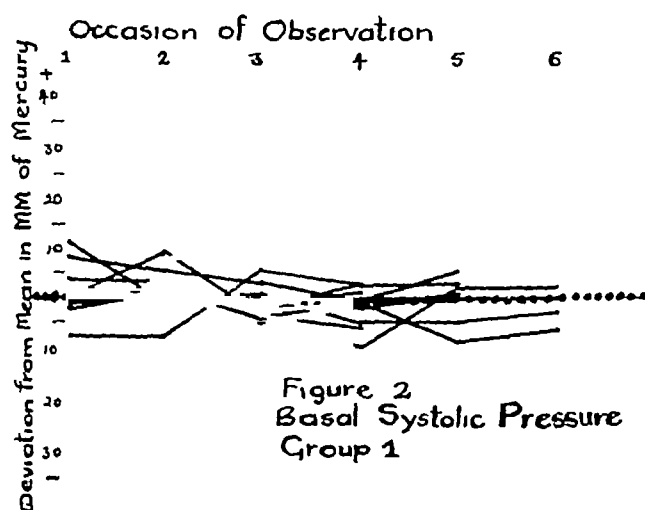 Occasion of Observation
1 2 3 4 5 6
Deviation from Mean in MM of Mercury
+
40
30
20
10
10
20
30
Figure 2
Basal Systolic Pressure
Group 1